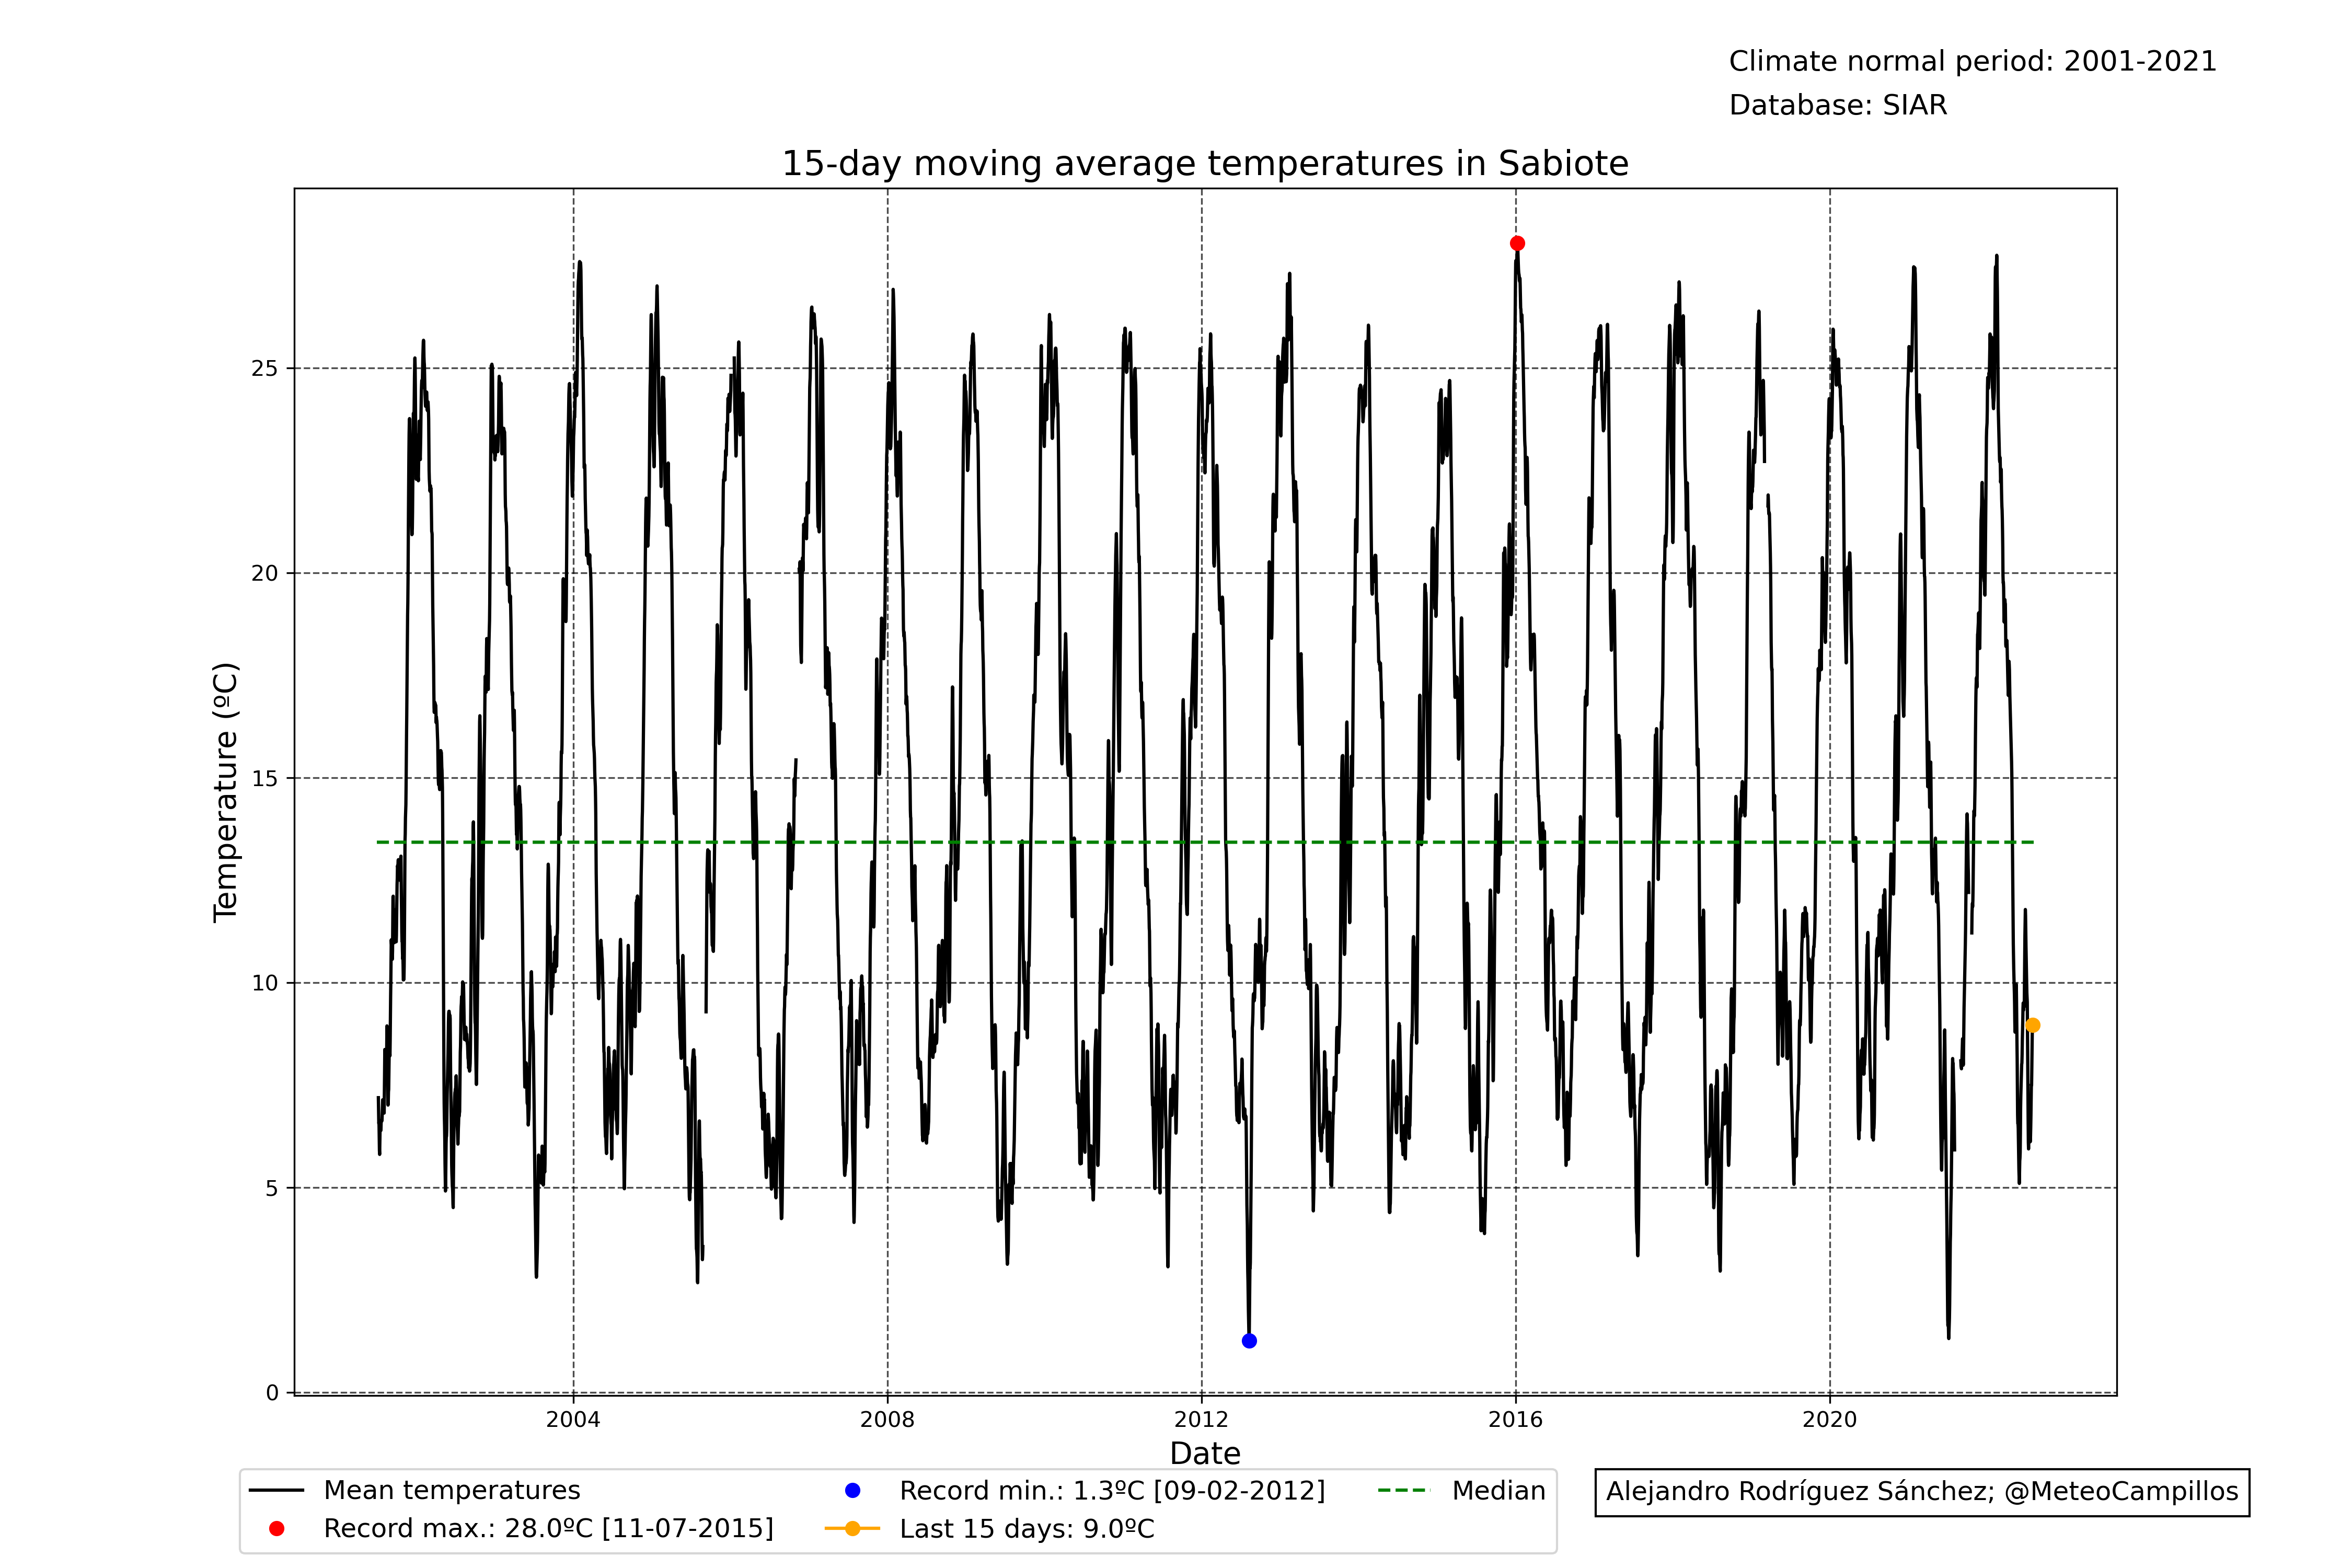 Climate normal period: 2001-2021
Database: SIAR
15-day moving average temperatures in Sabiote
Temperature (ºC)
25
20
15
10
5
0
2004 2008 2012 2016 2020
Date
Mean temperatures
Record max.: 28.0ºC [11-07-2015]
Record min.: 1.3ºC [09-02-2012]
Last 15 days: 9.0ºC
Median
Alejandro Rodríguez Sánchez; @MeteoCampillos